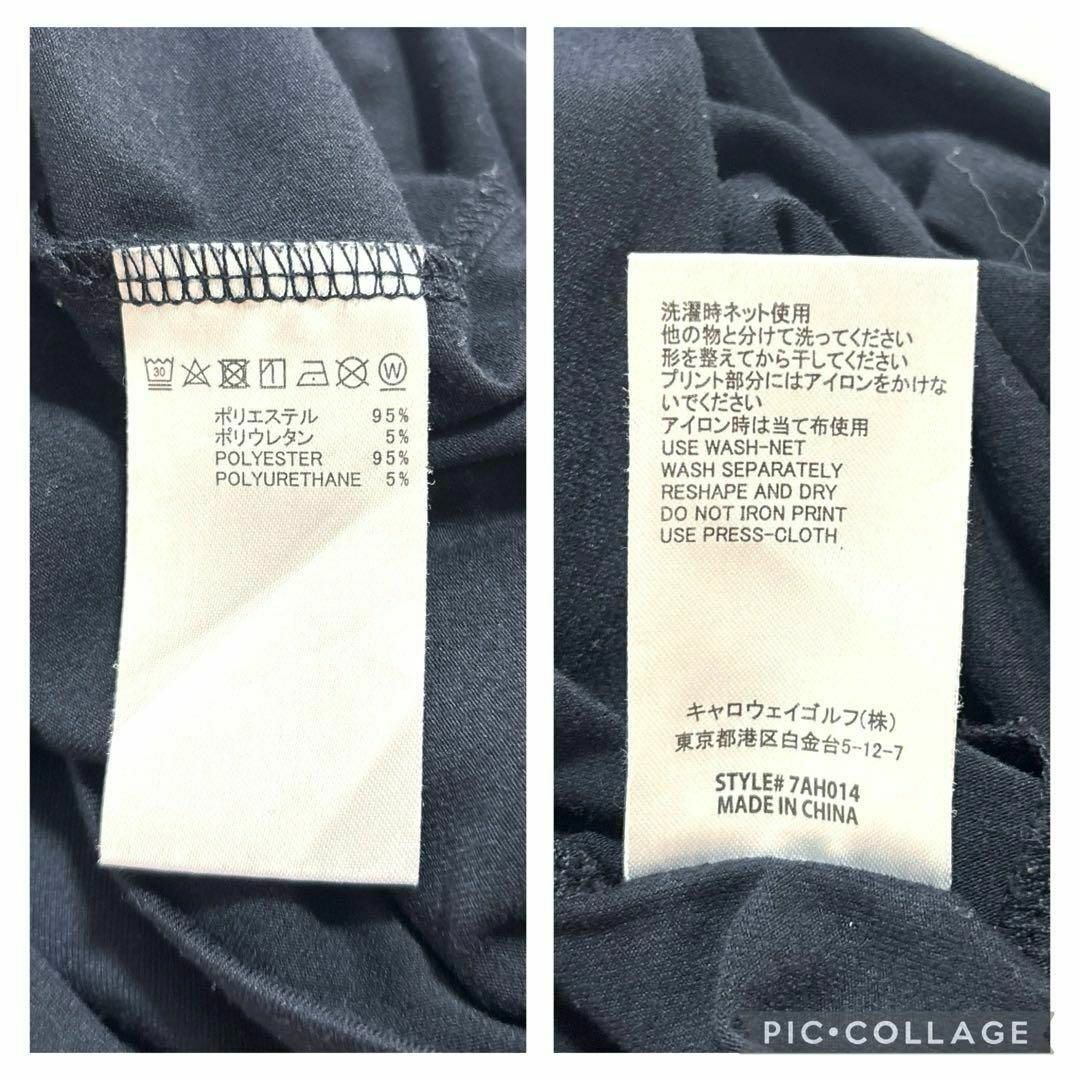 30
W
ポリエステル 95%
ポリウレタン 5%
POLYESTER 95%
POLYURETHANE 5%
洗濯時ネット使用
他の物と分けて洗ってください
形を整えてから干してください
プリント部分にはアイロンをかけな
いでください
アイロン時は当て布使用
USE WASH-NET
WASH SEPARATELY
RESHAPE AND DRY
DO NOT IRON PRINT
USE PRESS-CLOTH
キャロウェイゴルフ(株)
東京都港区白金台5-12-7
STYLE# 7AH014
MADE IN CHINA
PIC•COLLAGE